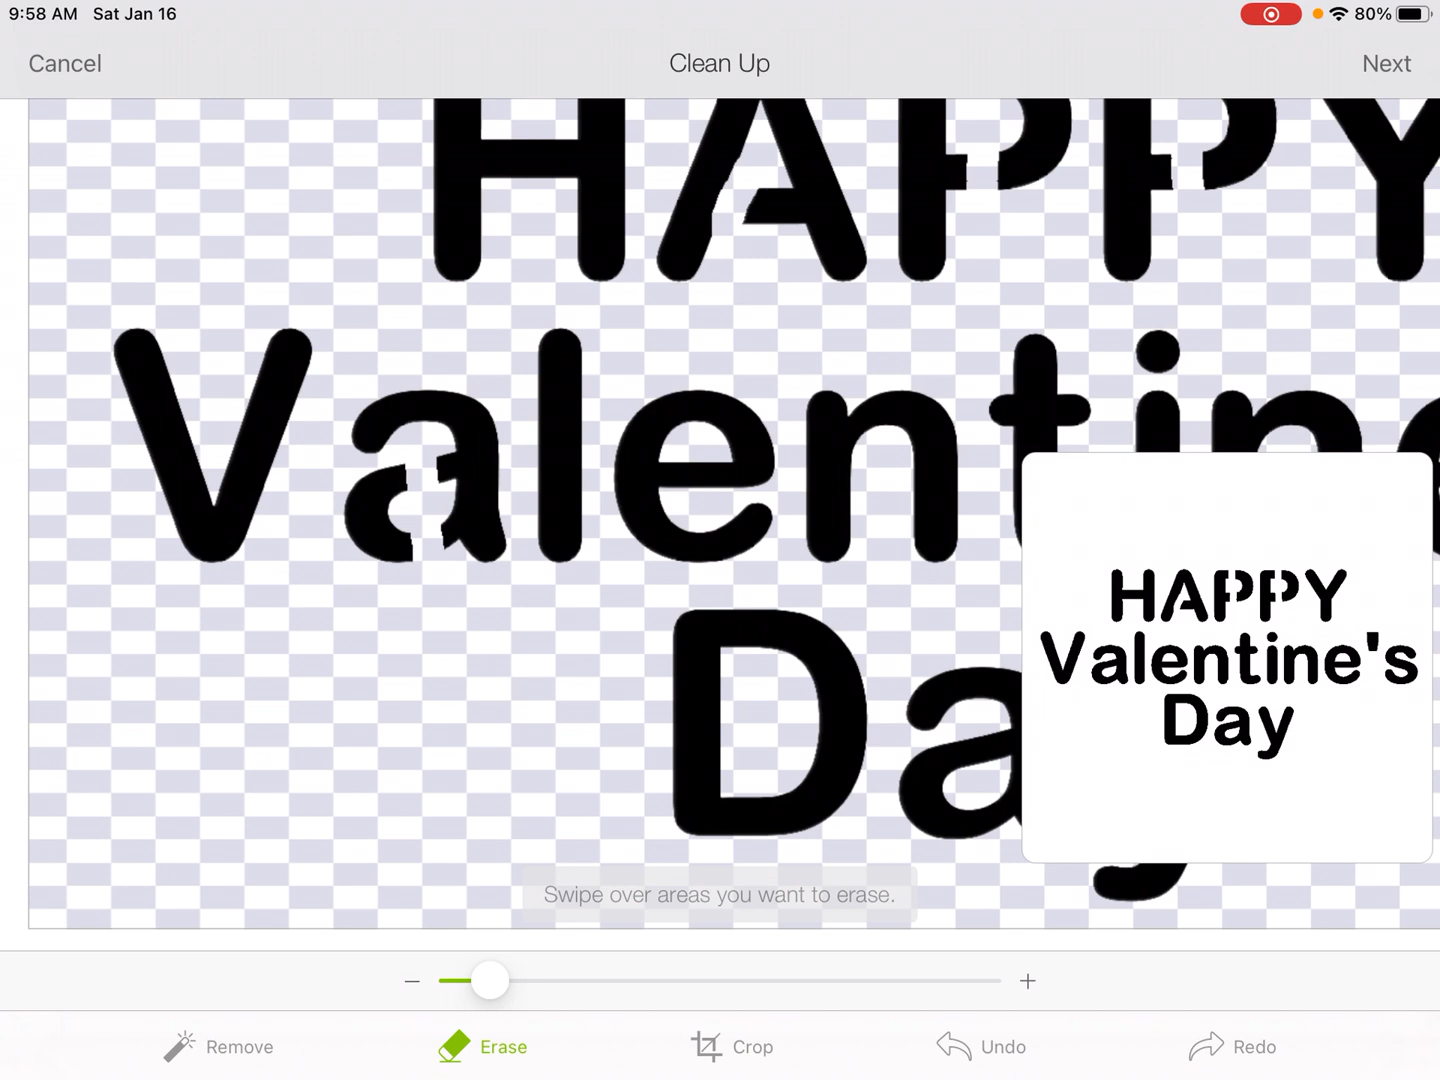 9:58 AM Sat Jan 16
80%
Cancel
Clean Up
Next
HAPPY
Valentine
Day
HAPPY
Valentine's
Day
Swipe over areas you want to erase.
Remove
Erase
Crop
Undo
Redo